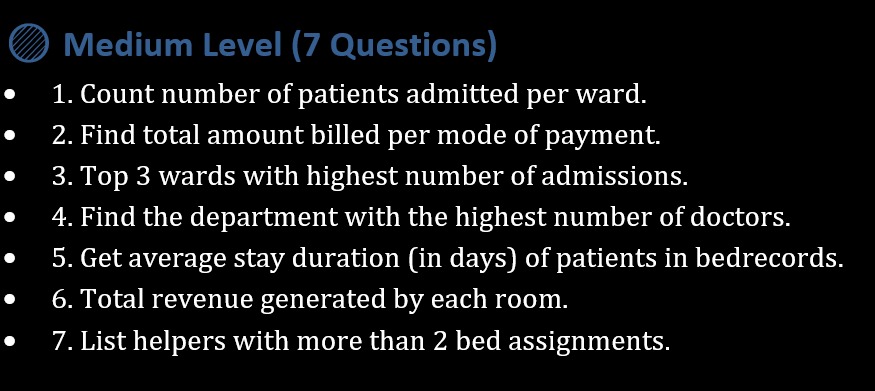 Medium Level (7 Questions)
• 1. Count number of patients admitted per ward.
• 2. Find total amount billed per mode of payment.
• 3. Top 3 wards with highest number of admissions.
• 4. Find the department with the highest number of doctors.
• 5. Get average stay duration (in days) of patients in bedrecords.
• 6. Total revenue generated by each room.
• 7. List helpers with more than 2 bed assignments.